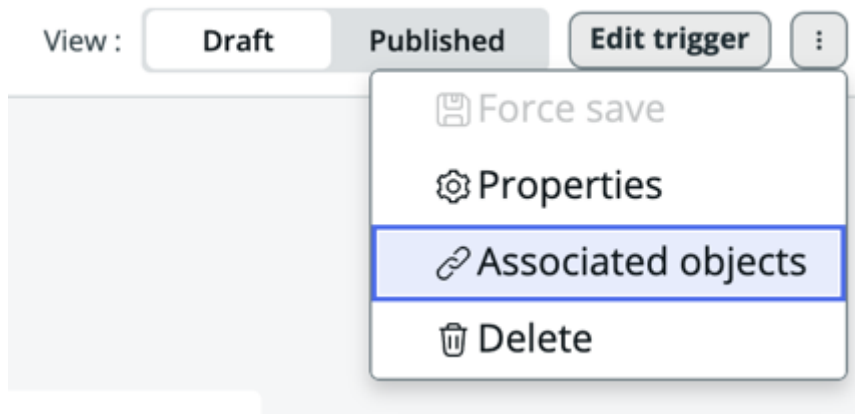 View : Draft Published Edit trigger
Force save
Properties
Associated objects
Delete